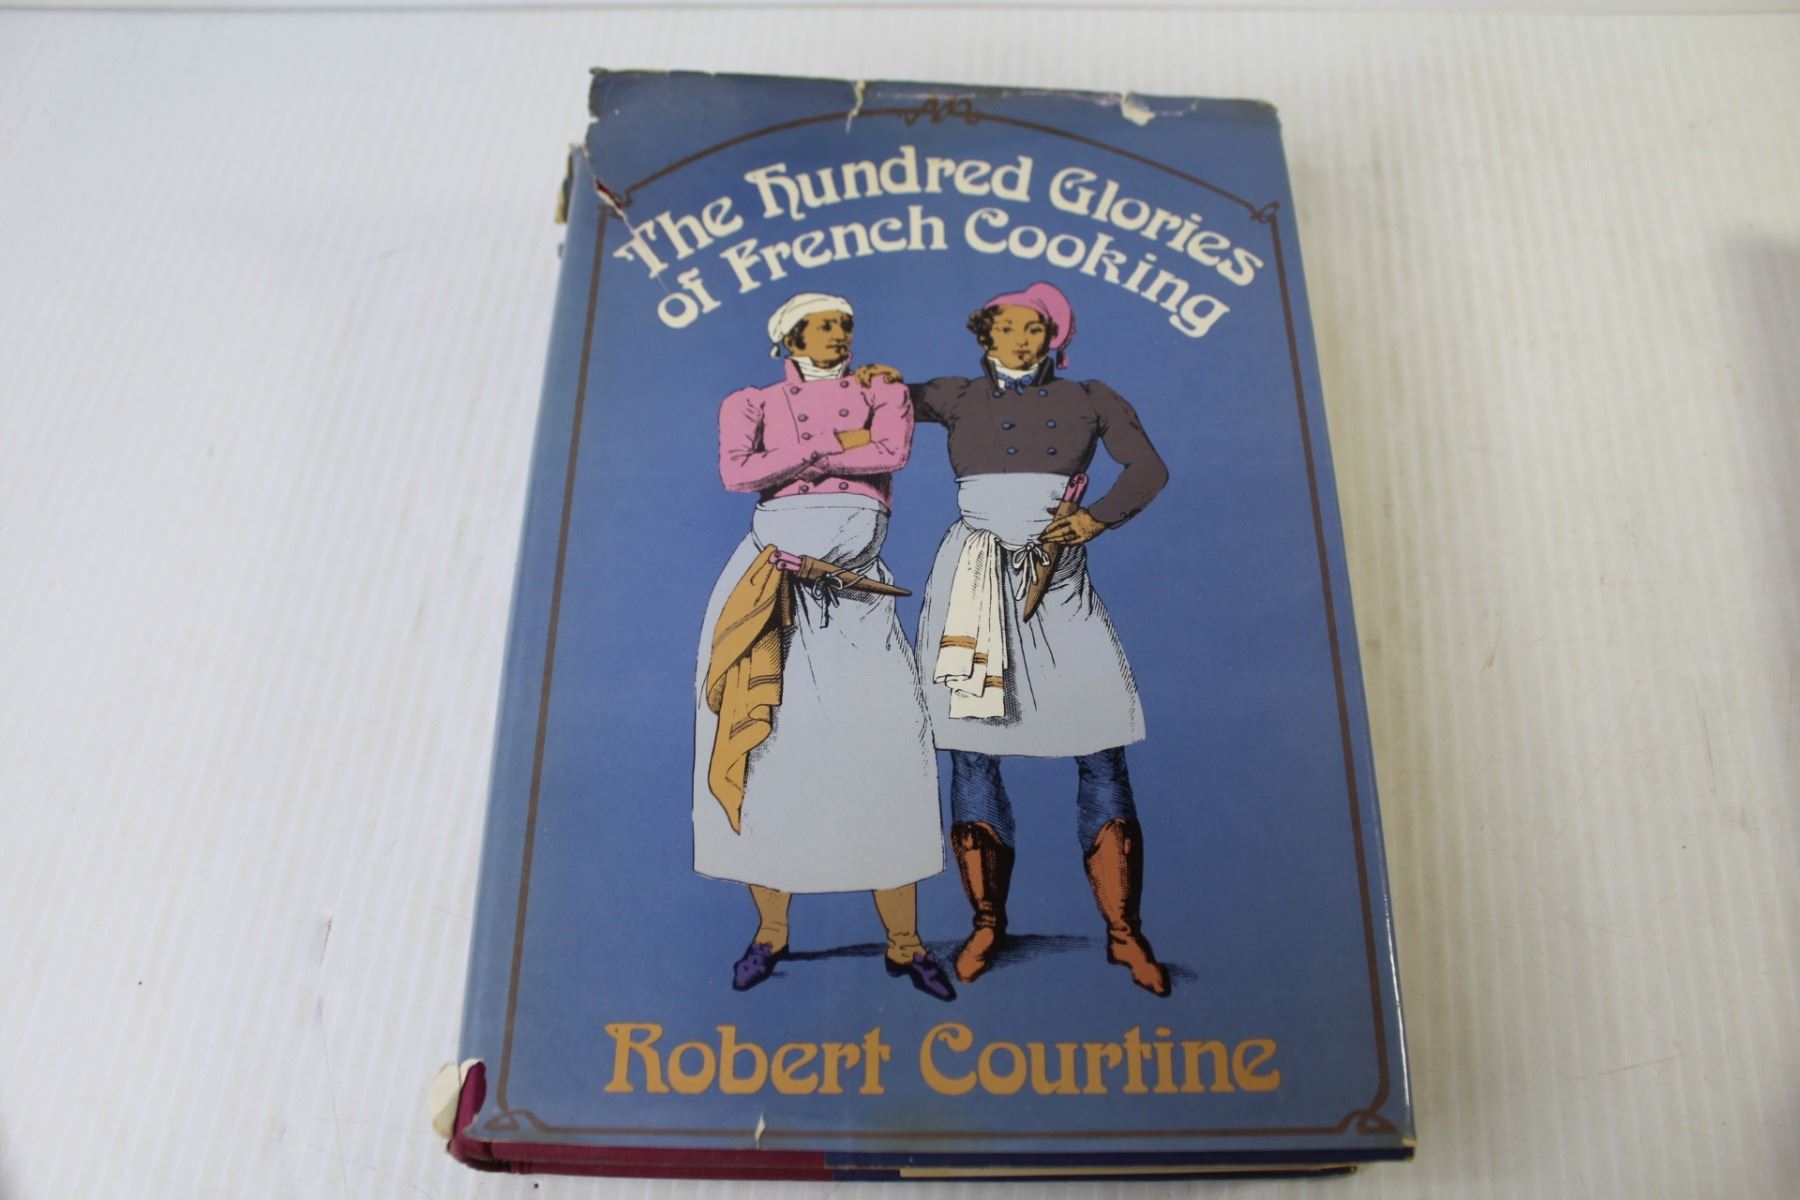 The Hundred Glories
of French Cooking
Robert Courtine